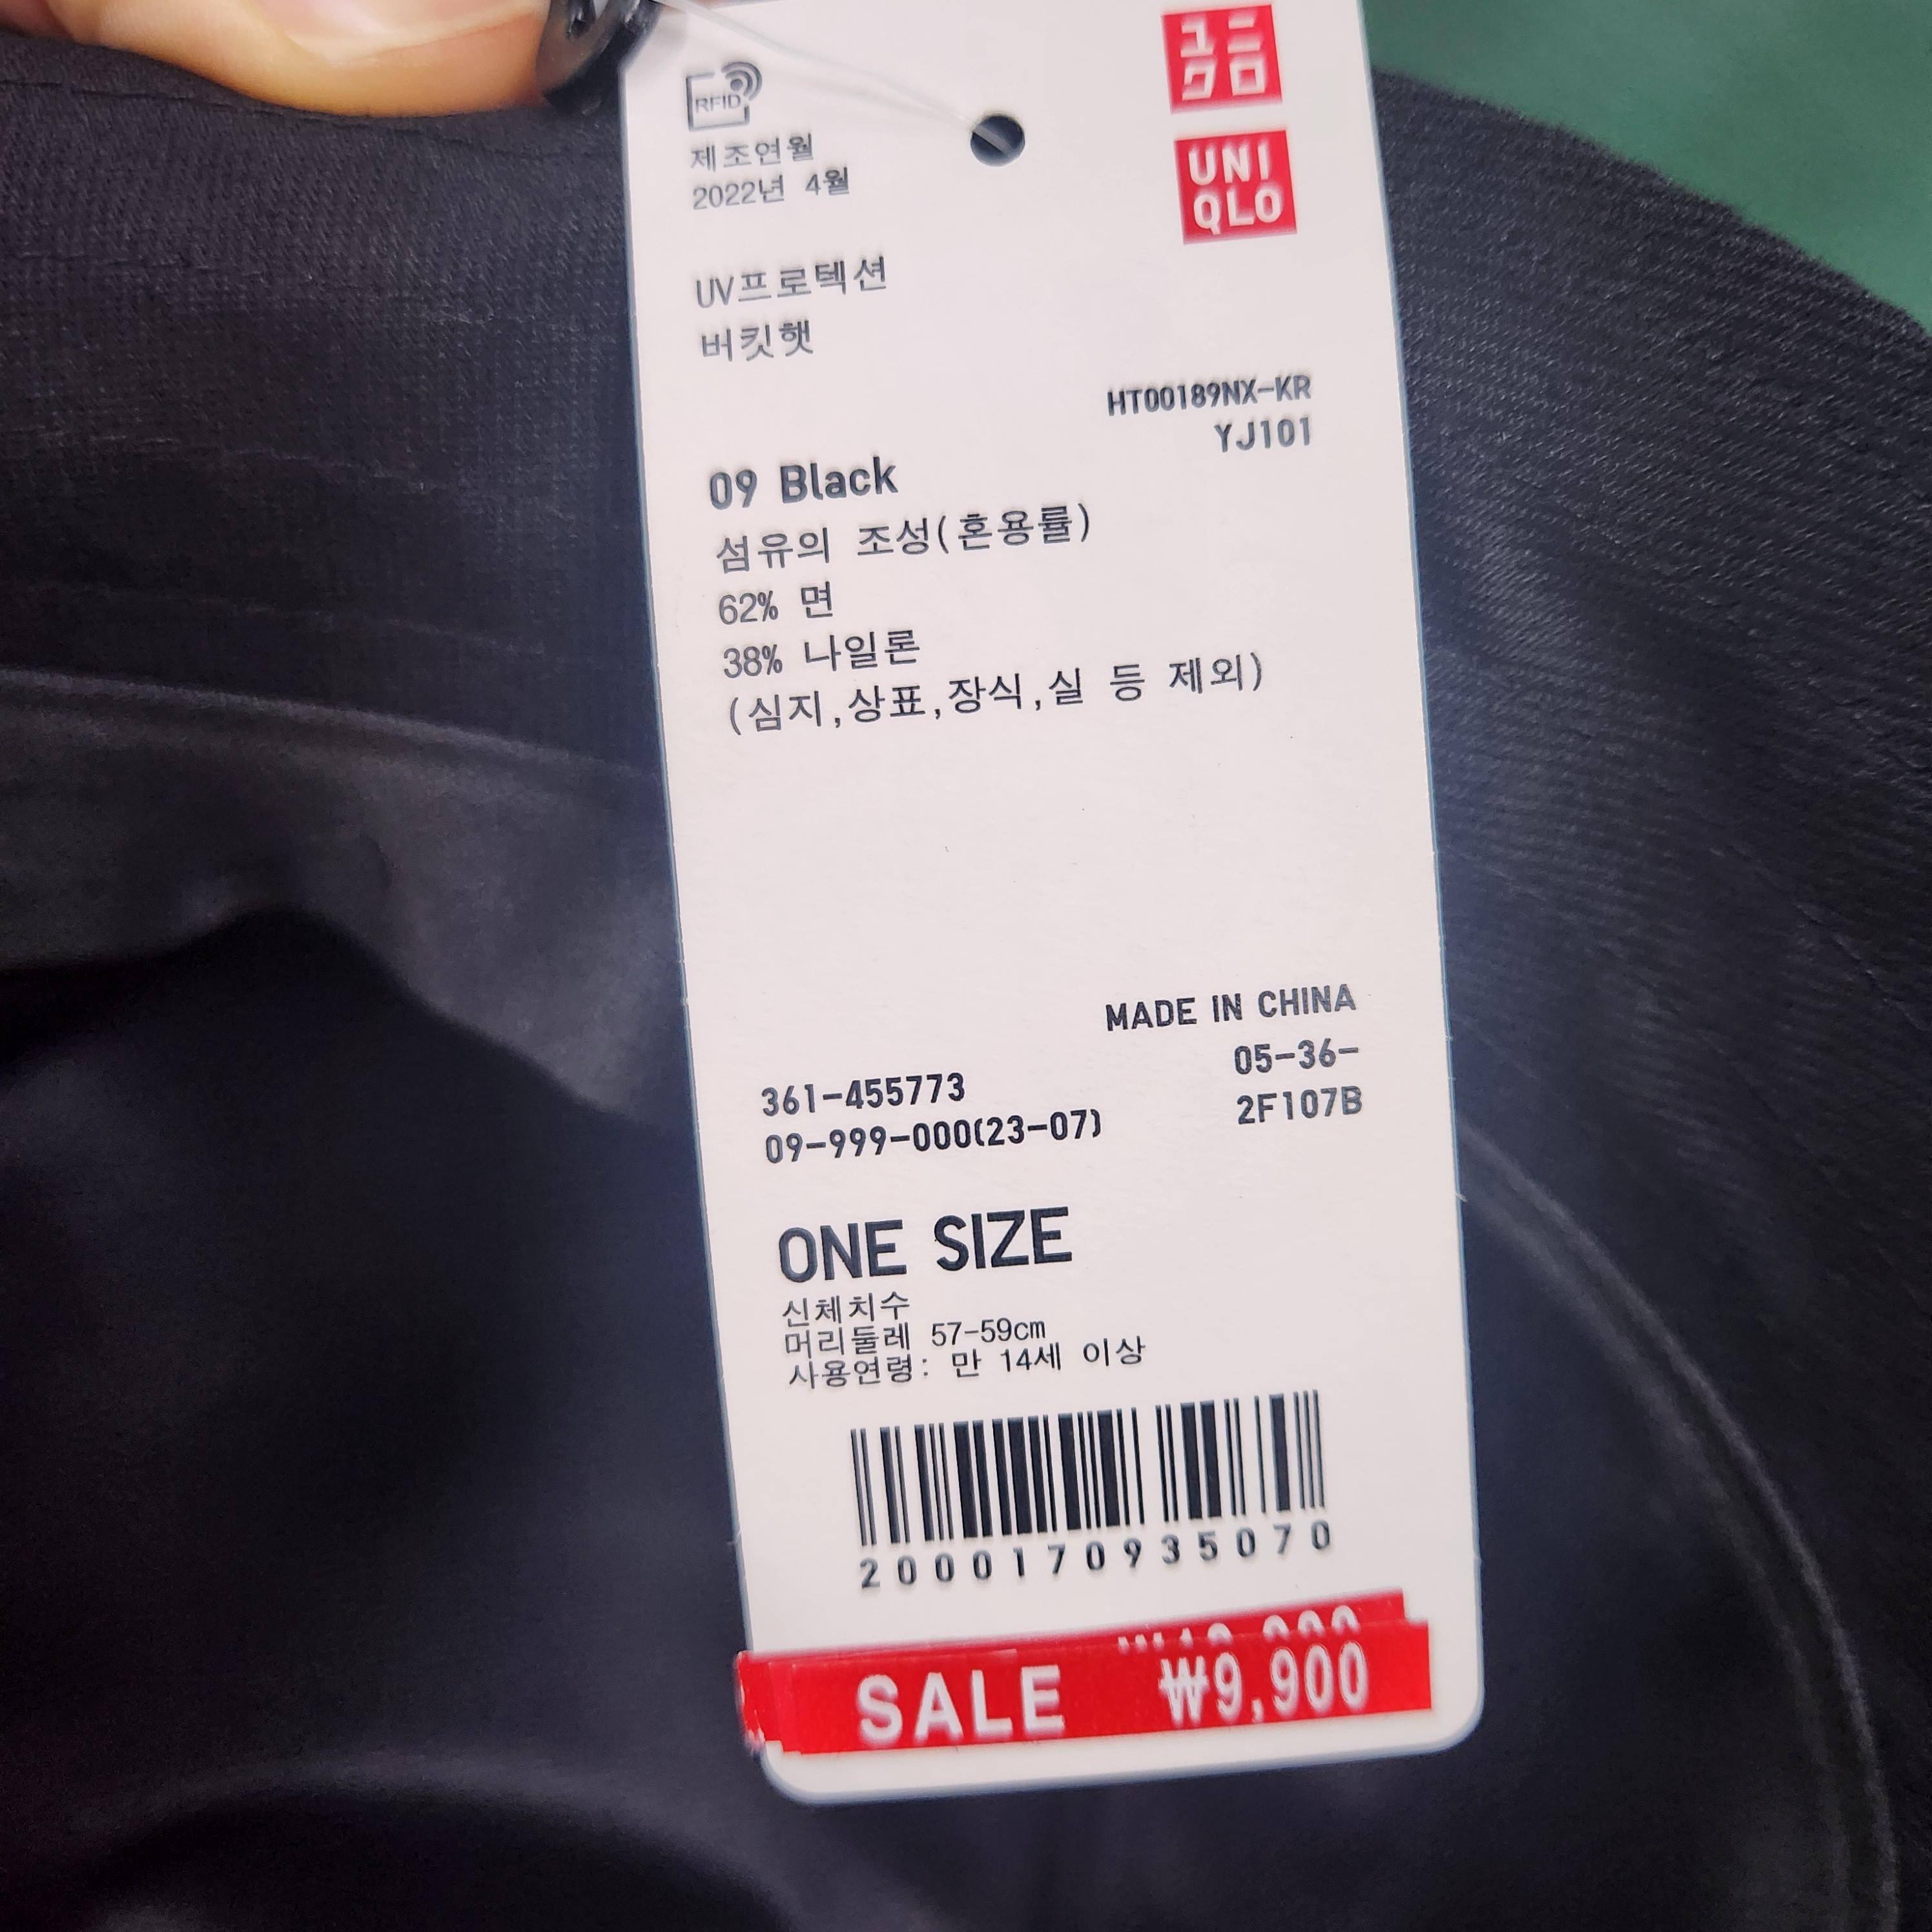 RFID
ユニ
クロ
제조연월
2022년 4월
UNI
QLO
UV프로텍션
버킷햇
HT00189NX-KR
YJ101
09 Black
섬유의 조성(혼용률)
62% 면
38% 나일론
(심지,상표,장식,실 등 제외)
MADE IN CHINA
05-36-
361-455773
2F107B
09-999-000(23-07)
ONE SIZE
신체치수
머리둘레 57-59cm
사용연령: 만 14세 이상
2000170935070
SALE ₩9,900